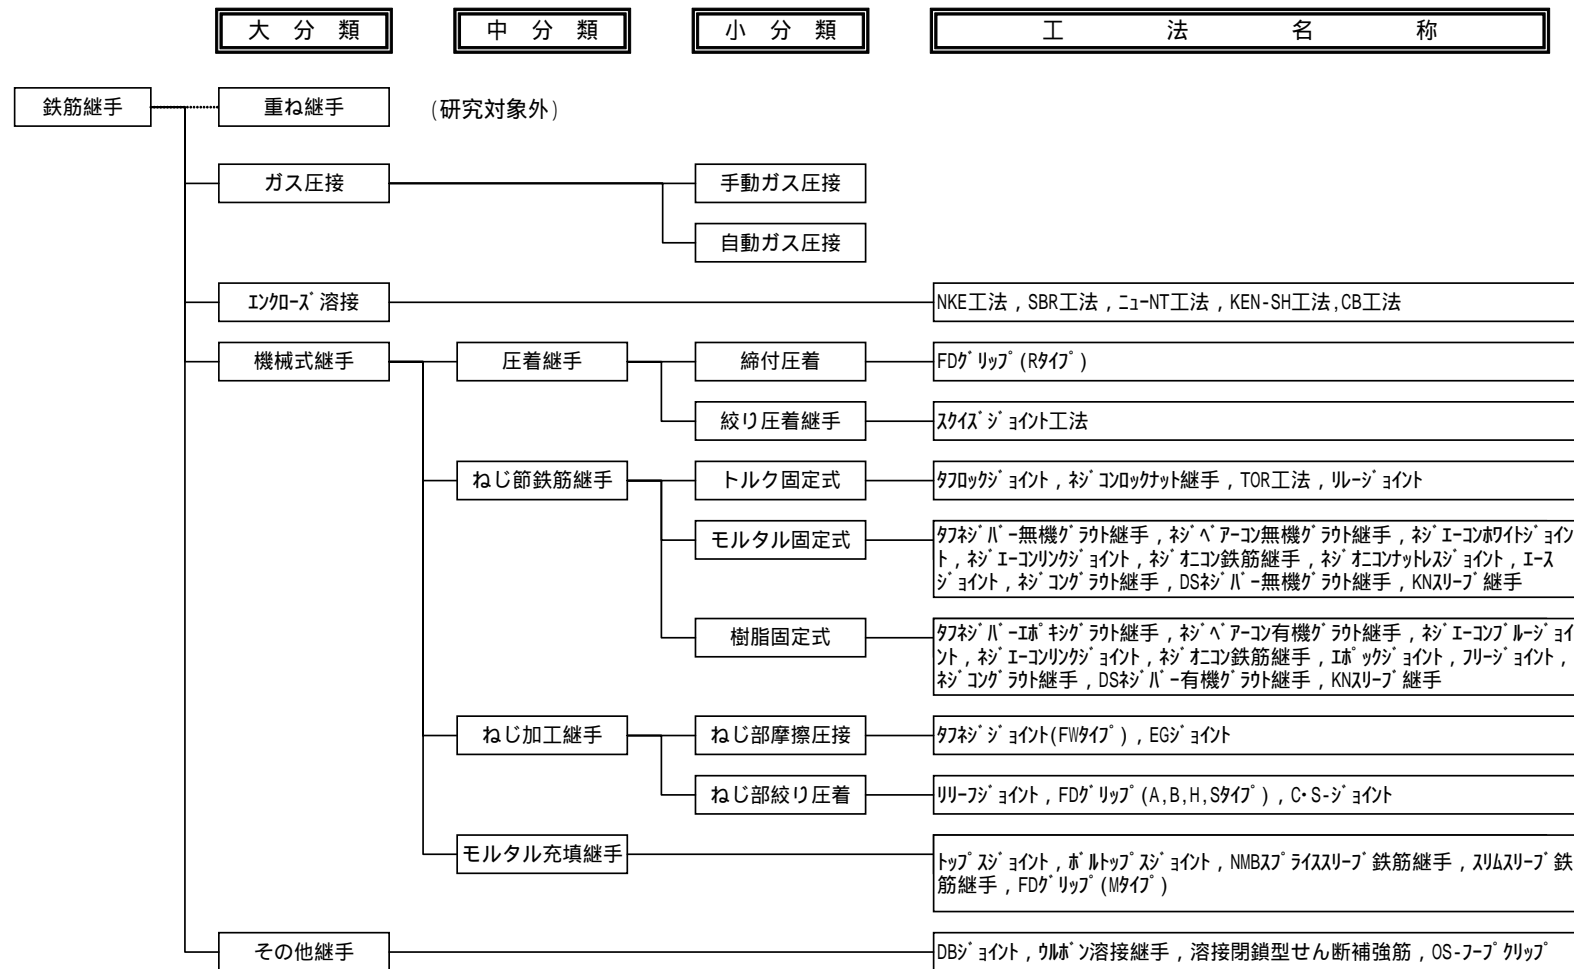 大分類 中分類 小分類 工法名称
鉄筋継手 重ね継手 (研究対象外)
ガス圧接 手動ガス圧接
自動ガス圧接
ｴﾝｸﾛｰｽﾞ溶接 NKE工法，SBR工法，ﾆｭｰNT工法，KEN-SH工法,CB工法
機械式継手 圧着継手 締付圧着 FDｸﾞﾘｯﾌﾟ(Rﾀｲﾌﾟ)
絞り圧着継手 ｽｸｲｽﾞｼﾞｮｲﾝﾄ工法
ねじ節鉄筋継手 トルク固定式 ﾀﾌﾛｯｸｼﾞｮｲﾝﾄ，ﾈｼﾞｺﾝﾛｯｸﾅｯﾄ継手，TOR工法，ﾘﾚｰｼﾞｮｲﾝﾄ
モルタル固定式
ﾀﾌﾈｼﾞﾊﾞｰ無機ｸﾞﾗｳﾄ継手，ﾈｼﾞﾍﾞｱｰｺﾝ無機ｸﾞﾗｳﾄ継手，ﾈｼﾞｴｰｺﾝﾎﾜｲﾄｼﾞｮｲﾝ
ﾄ，ﾈｼﾞｴｰｺﾝﾘﾝｸｼﾞｮｲﾝﾄ，ﾈｼﾞｵﾆｺﾝ鉄筋継手，ﾈｼﾞｵﾆｺﾝﾅｯﾄﾚｽｼﾞｮｲﾝﾄ，ｴｰｽ
ｼﾞｮｲﾝﾄ，ﾈｼﾞｺﾝｸﾞﾗｳﾄ継手，DSﾈｼﾞﾊﾞｰ無機ｸﾞﾗｳﾄ継手，KNｽﾘｰﾌﾞ継手
樹脂固定式
ﾀﾌﾈｼﾞﾊﾞｰｴﾎﾟｷｼｸﾞﾗｳﾄ継手，ﾈｼﾞﾍﾞｱｰｺﾝ有機ｸﾞﾗｳﾄ継手，ﾈｼﾞｴｰｺﾝﾌﾞﾙｰｼﾞｮｲ
ﾝﾄ，ﾈｼﾞｴｰｺﾝﾘﾝｸｼﾞｮｲﾝﾄ，ﾈｼﾞｵﾆｺﾝ鉄筋継手，ｴﾎﾟｯｸｼﾞｮｲﾝﾄ，ﾌﾘｰｼﾞｮｲﾝﾄ，
ﾈｼﾞｺﾝｸﾞﾗｳﾄ継手，DSﾈｼﾞﾊﾞｰ有機ｸﾞﾗｳﾄ継手，KNｽﾘｰﾌﾞ継手
ねじ加工継手 ねじ部摩擦圧接 ﾀﾌﾈｼﾞｼﾞｮｲﾝﾄ(FWﾀｲﾌﾟ)，EGｼﾞｮｲﾝﾄ
ねじ部絞り圧着 ﾘﾘｰﾌｼﾞｮｲﾝﾄ，FDｸﾞﾘｯﾌﾟ(A,B,H,Sﾀｲﾌﾟ)，C･S-ｼﾞｮｲﾝﾄ
モルタル充填継手
ﾄｯﾌﾟｽｼﾞｮｲﾝﾄ，ﾎﾞﾙﾄｯﾌﾟｽｼﾞｮｲﾝﾄ，NMBｽﾌﾟﾗｲｽｽﾘｰﾌﾞ鉄筋継手，ｽﾘﾑｽﾘｰﾌﾞ鉄
筋継手，FDｸﾞﾘｯﾌﾟ(Mﾀｲﾌﾟ)
その他継手 DBｼﾞｮｲﾝﾄ，ｳﾙﾎﾞﾝ溶接継手，溶接閉鎖型せん断補強筋，OS-ﾌｰﾌﾟｸﾘｯﾌﾟ